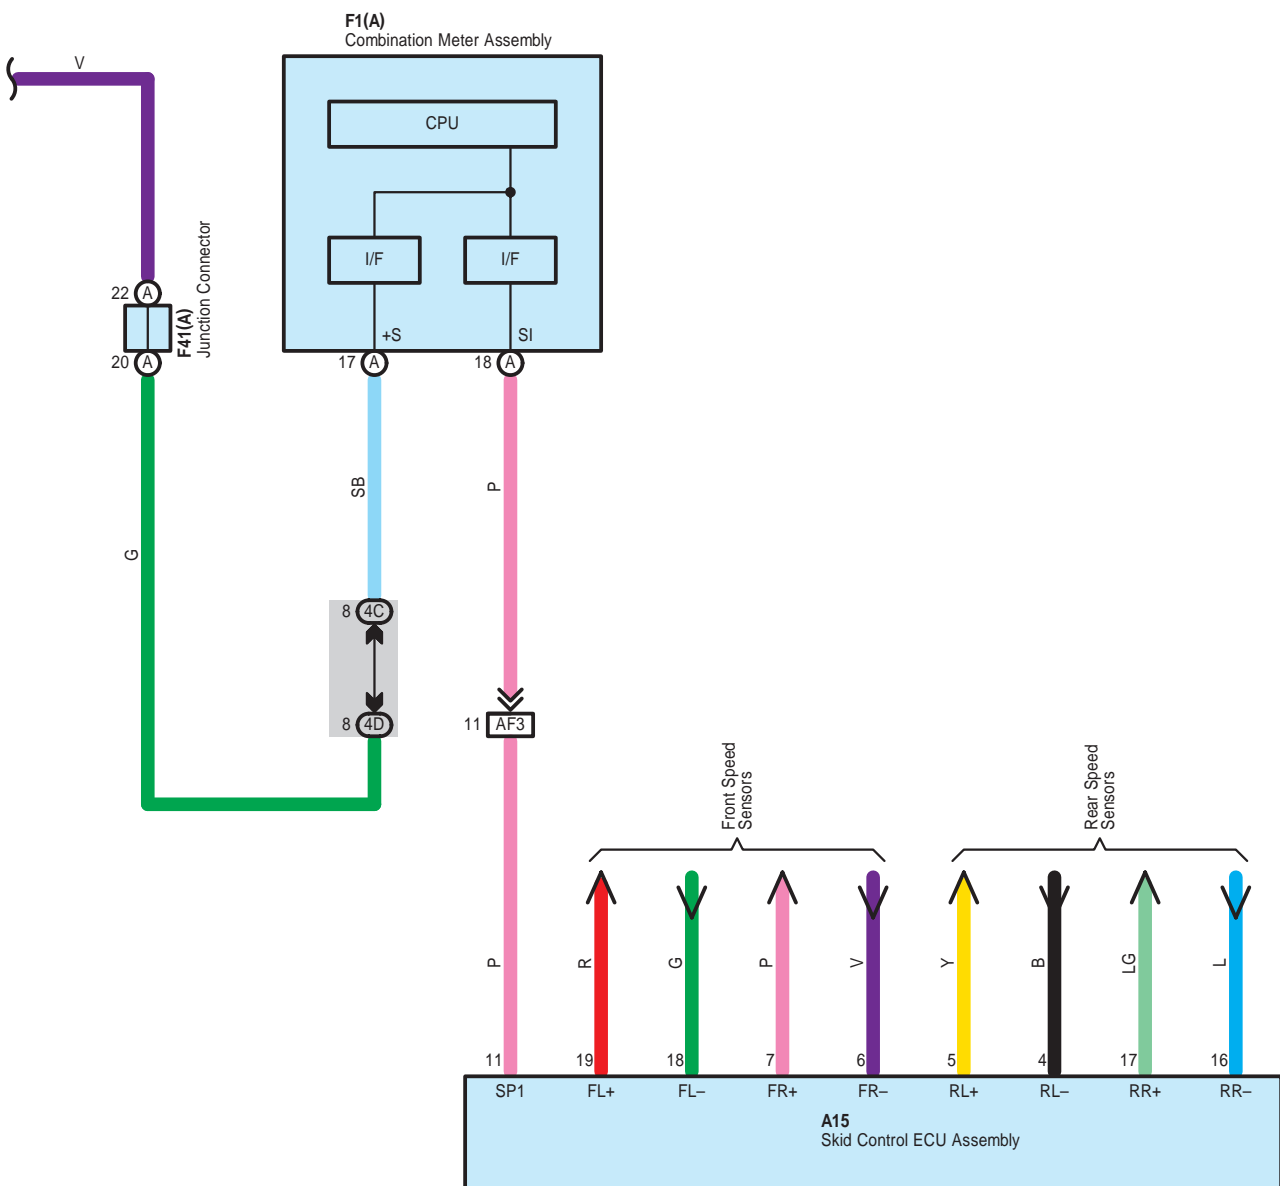 F1(A)
Combination Meter Assembly
V
CPU
I/F
I/F
+S
SI
22
A
F41(A)
Junction Connector
20
A
17
A
18
A
SB
P
G
8
4C
8
4D
11
AF3
Front Speed
Sensors
Rear Speed
Sensors
P
R
G
P
V
Y
B
LG
L
11
19
18
7
6
5
4
17
16
SP1
FL+
FL–
FR+
FR–
RL+
RL–
RR+
RR–
A15
Skid Control ECU Assembly